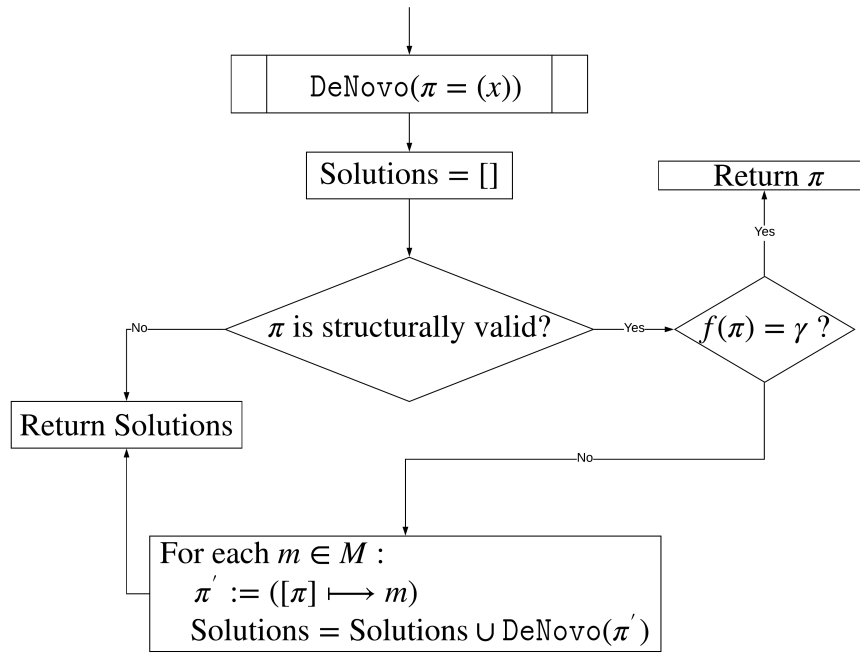 DeNovo(π = (x))
Solutions = []
Return π
Yes
π is structurally valid?
No
Yes
f(π) = γ ?
Return Solutions
No
For each m ∈ M :
π′ := ([π] ⟼ m)
Solutions = Solutions ∪ DeNovo(π′)